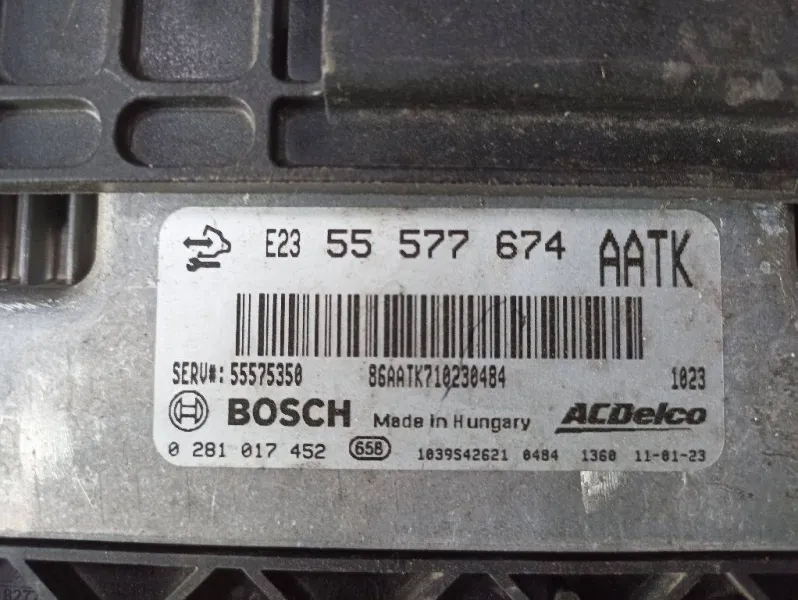 E23 55 577 674 AATK
SERV#: 55575350 86AATK710230484 1023
BOSCH Made in Hungary ACDelco
0 281 017 452 658 1039S42621 0484 1360 11-01-23
827